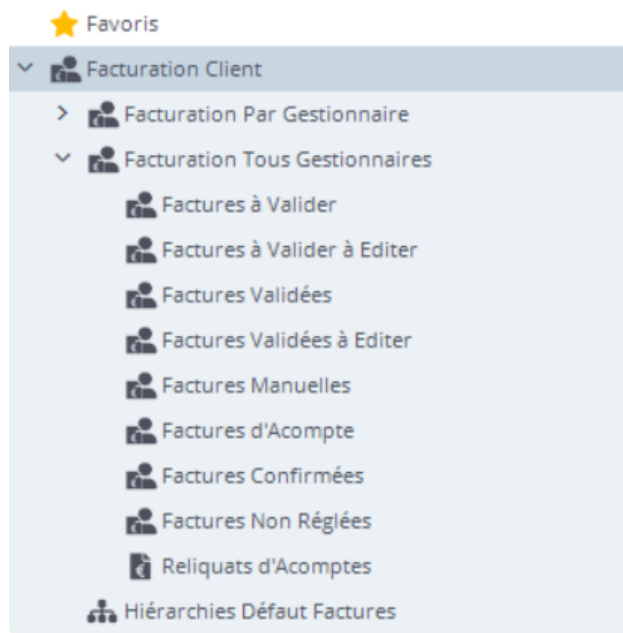 Favoris
Facturation Client
Facturation Par Gestionnaire
Facturation Tous Gestionnaires
Factures à Valider
Factures à Valider à Editer
Factures Validées
Factures Validées à Editer
Factures Manuelles
Factures d'Acompte
Factures Confirmées
Factures Non Réglées
Reliquats d'Acomptes
Hiérarchies Défaut Factures